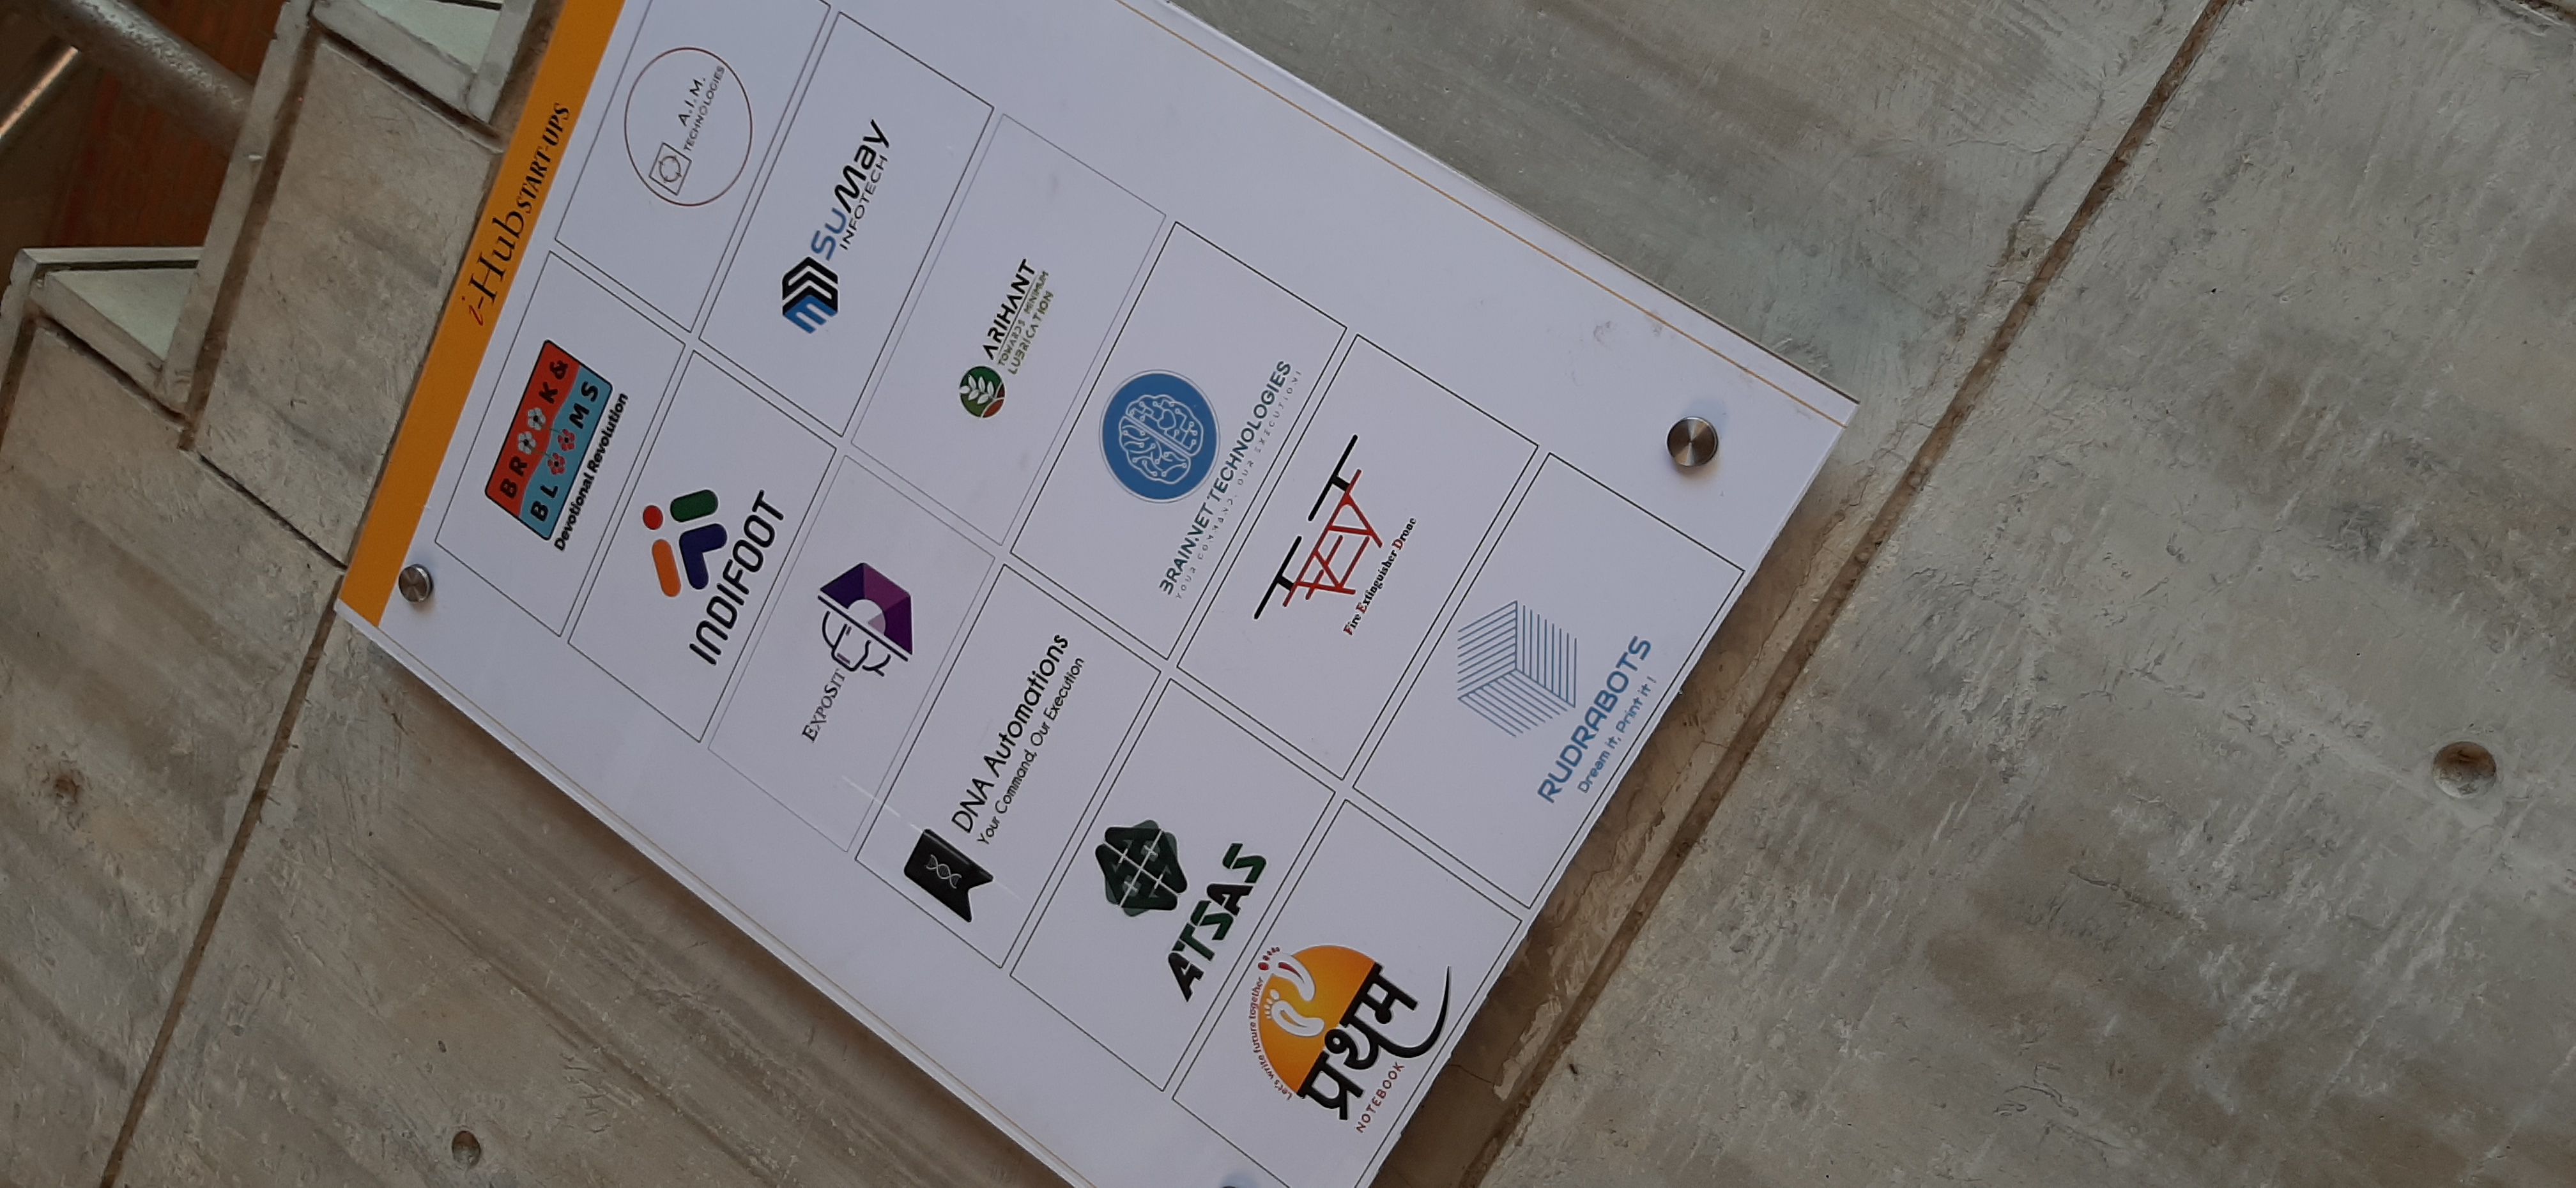 i-Hub START-UPS
BROOK&
BLOOMS
Devotional Revolution
A.I.M.
TECHNOLOGIES
INDIFOOT
SuMay
INFOTECH
EXPOSIT
ARIHANT
TOWARDS MINIMUM
LUBRICATION
DNA Automations
Your Command, Our Execution
BRAINNET TECHNOLOGIES
YOUR COMMAND, OUR EXECUTION!
ATSAS
FED
Fire Extinguisher Drone
Let's write future together
प्रथम
NOTEBOOK
RUDRABOTS
Dream it, Print it !